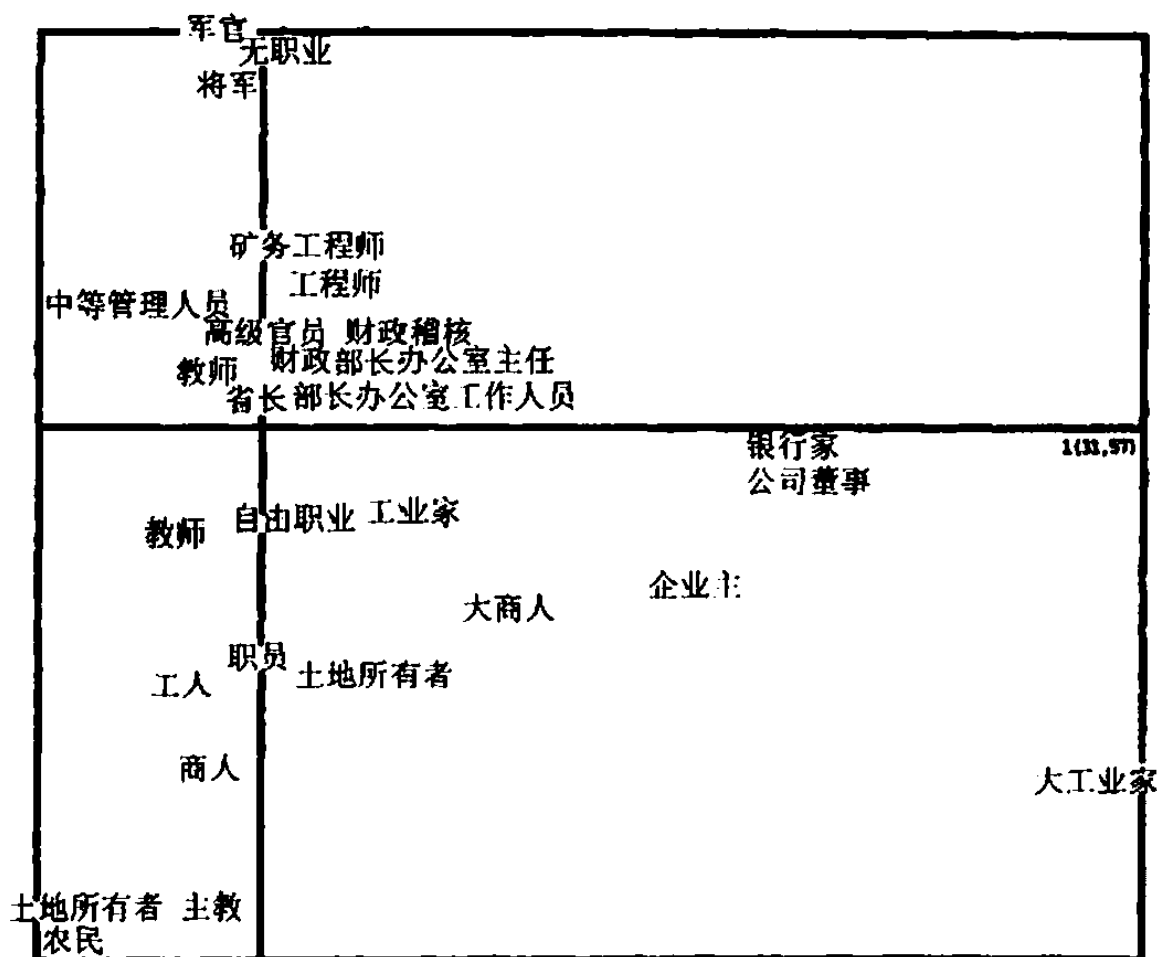 军官
无职业
将军
矿务工程师
工程师
中等管理人员
高级官员 财政稽核
财政部长办公室主任
教师
省长部长办公室工作人员
银行家
1(33,57)
公司董事
自由职业 工业家
教师
企业主
大商人
职员
土地所有者
工人
商人
大工业家
土地所有者 主教
农民